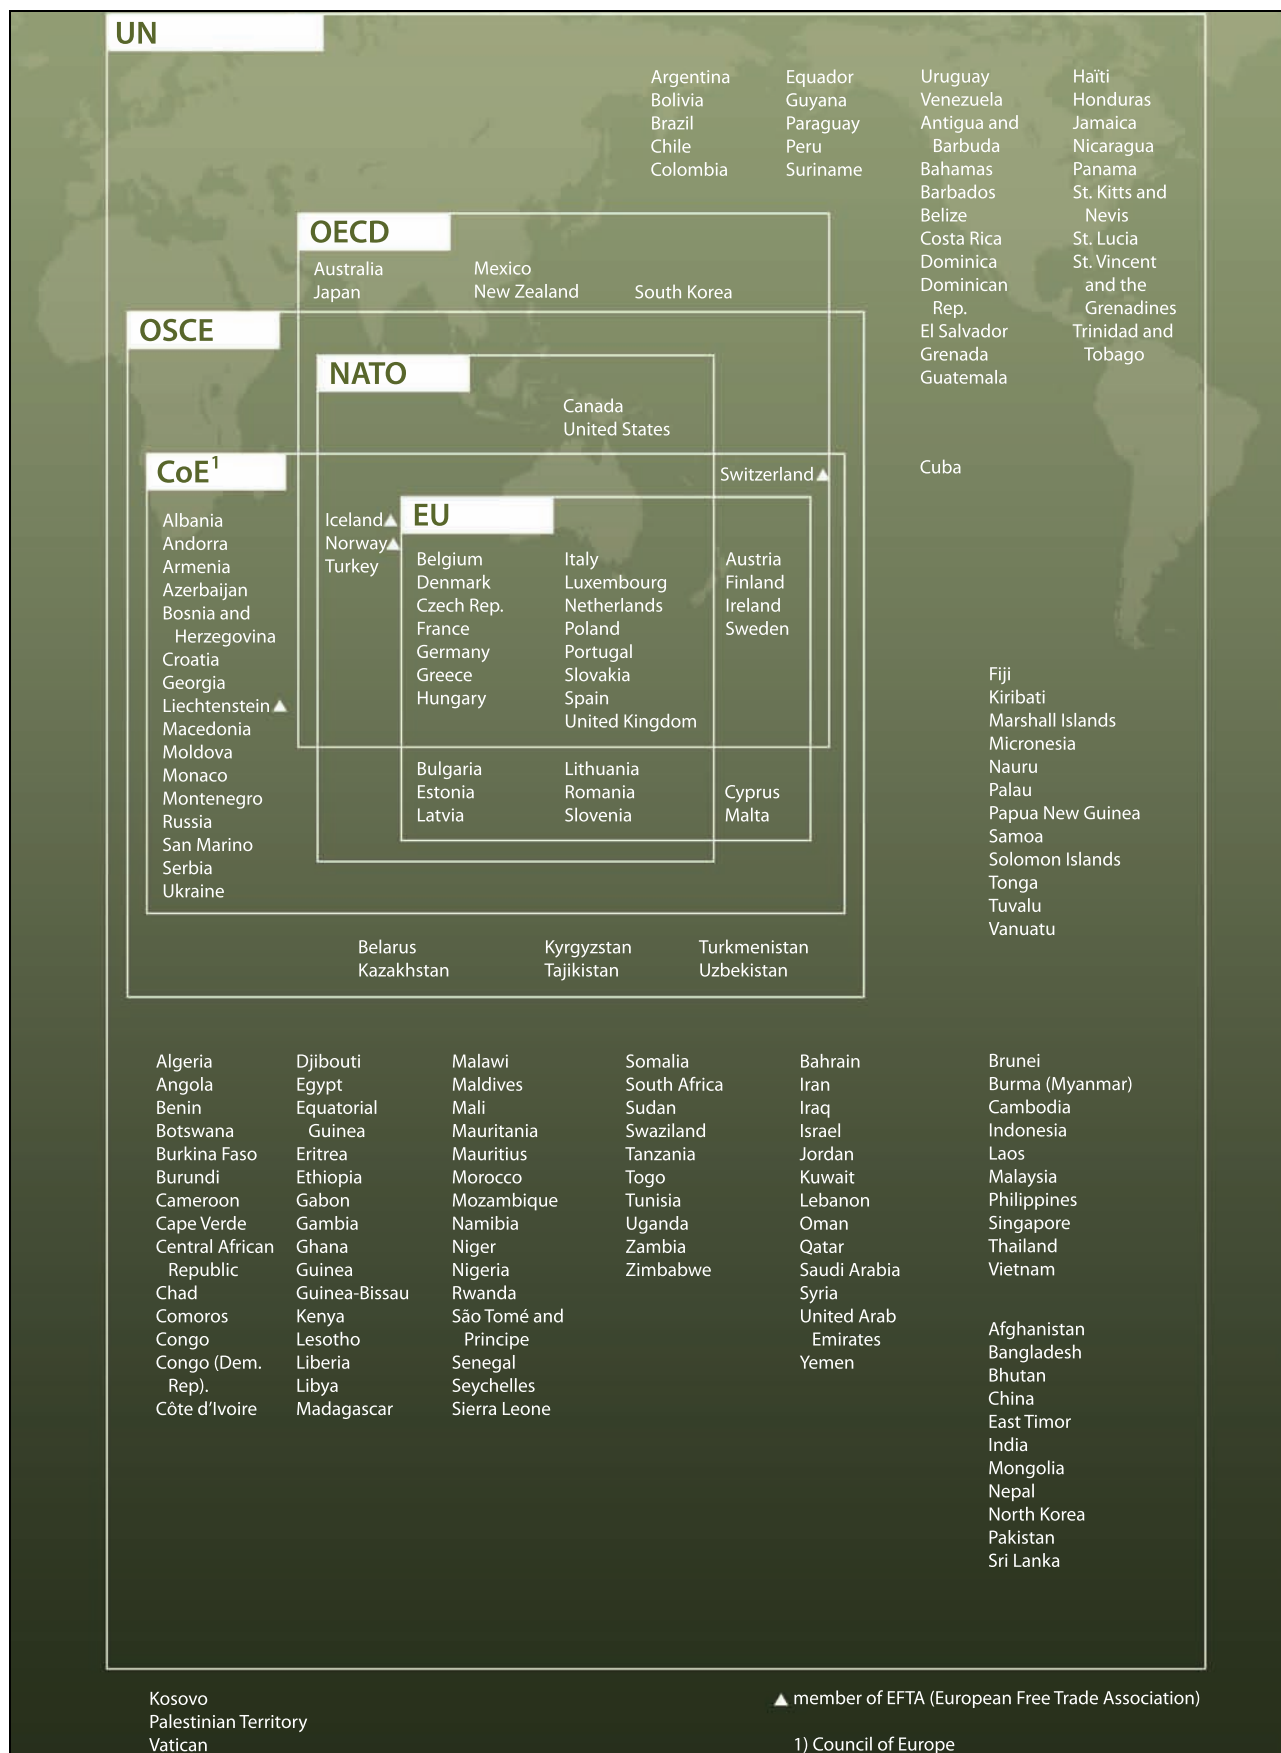 UN
Argentina
Bolivia
Brazil
Chile
Colombia
Equador
Guyana
Paraguay
Peru
Suriname
Uruguay
Venezuela
Antigua and
Barbuda
Bahamas
Barbados
Belize
Costa Rica
Dominica
Dominican
Rep.
El Salvador
Grenada
Guatemala
Haïti
Honduras
Jamaica
Nicaragua
Panama
St. Kitts and
Nevis
St. Lucia
St. Vincent
and the
Grenadines
Trinidad and
Tobago
Cuba
OECD
Australia
Japan
Mexico
New Zealand
South Korea
OSCE
NATO
Canada
United States
CoE1
Switzerland▲
Albania
Andorra
Armenia
Azerbaijan
Bosnia and
Herzegovina
Croatia
Georgia
Liechtenstein▲
Macedonia
Moldova
Monaco
Montenegro
Russia
San Marino
Serbia
Ukraine
Iceland▲
Norway▲
Turkey
EU
Belgium
Denmark
Czech Rep.
France
Germany
Greece
Hungary
Italy
Luxembourg
Netherlands
Poland
Portugal
Slovakia
Spain
United Kingdom
Austria
Finland
Ireland
Sweden
Bulgaria
Estonia
Latvia
Lithuania
Romania
Slovenia
Cyprus
Malta
Belarus
Kazakhstan
Kyrgyzstan
Tajikistan
Turkmenistan
Uzbekistan
Fiji
Kiribati
Marshall Islands
Micronesia
Nauru
Palau
Papua New Guinea
Samoa
Solomon Islands
Tonga
Tuvalu
Vanuatu
Algeria
Angola
Benin
Botswana
Burkina Faso
Burundi
Cameroon
Cape Verde
Central African
Republic
Chad
Comoros
Congo
Congo (Dem.
Rep).
Côte d'Ivoire
Djibouti
Egypt
Equatorial
Guinea
Eritrea
Ethiopia
Gabon
Gambia
Ghana
Guinea
Guinea-Bissau
Kenya
Lesotho
Liberia
Libya
Madagascar
Malawi
Maldives
Mali
Mauritania
Mauritius
Morocco
Mozambique
Namibia
Niger
Nigeria
Rwanda
São Tomé and
Principe
Senegal
Seychelles
Sierra Leone
Somalia
South Africa
Sudan
Swaziland
Tanzania
Togo
Tunisia
Uganda
Zambia
Zimbabwe
Bahrain
Iran
Iraq
Israel
Jordan
Kuwait
Lebanon
Oman
Qatar
Saudi Arabia
Syria
United Arab
Emirates
Yemen
Brunei
Burma (Myanmar)
Cambodia
Indonesia
Laos
Malaysia
Philippines
Singapore
Thailand
Vietnam
Afghanistan
Bangladesh
Bhutan
China
East Timor
India
Mongolia
Nepal
North Korea
Pakistan
Sri Lanka
Kosovo
Palestinian Territory
Vatican
▲ member of EFTA (European Free Trade Association)
1) Council of Europe